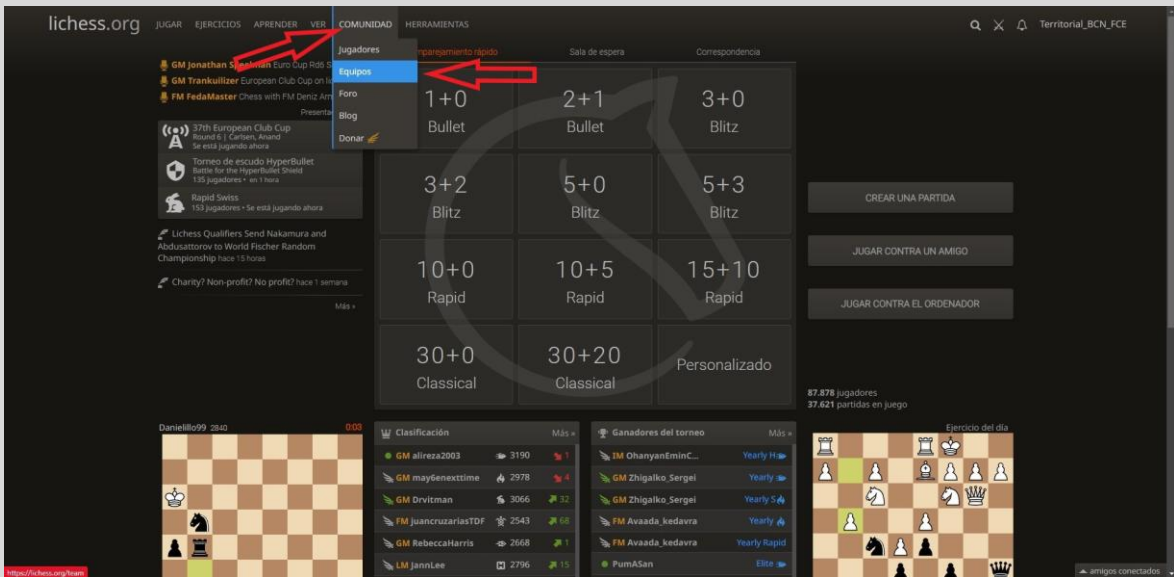 lichess.org JUGAR EJERCICIOS APRENDER VER COMUNIDAD HERRAMIENTAS Territorial_BCN_FCE
Jugadores
Equipos
Foro
Blog
Donar
Sala de espera
Correspondencia
GM Jonathan Euro Cup Rd6
GM Trankuilizer European Club Cup on
FM FedaMaster Chess with FM Deniz
37th European Club Cup
Round 6 | Carlsen, Anand
Se está jugando ahora
Torneo de escudo HyperBullet
Battle for the HyperBullet Shield
135 jugadores • en 1 hora
Rapid Swiss
153 jugadores • Se está jugando ahora
Lichess Qualifiers Send Nakamura and
Abdusattorov to World Fischer Random
Championship hace 15 horas
Charity? Non-profit? No profit? hace 1 semana
Más »
1+0
Bullet
2+1
Bullet
3+0
Blitz
3+2
Blitz
5+0
Blitz
5+3
Blitz
10+0
Rapid
10+5
Rapid
15+10
Rapid
30+0
Classical
30+20
Classical
Personalizado
CREAR UNA PARTIDA
JUGAR CONTRA UN AMIGO
JUGAR CONTRA EL ORDENADOR
87.878 jugadores
37.621 partidas en juego
Danielillo99 2840 0:03
Clasificación Más »
GM alireza2003 3190 1
GM may6enexttime 2978 4
GM Drvitman 3066 32
FM juancruzariasTDF 2543 68
GM RebeccaHarris 2668 1
LM JannLee 2796 15
Ganadores del torneo Más »
IM OhanyanEminC... Yearly H
GM Zhigalko_Sergei Yearly
GM Zhigalko_Sergei Yearly S
FM Avaada_kedavra Yearly
FM Avaada_kedavra Yearly Rapid
PumASan Elite
Ejercicio del día
https://lichess.org/team
amigos conectados